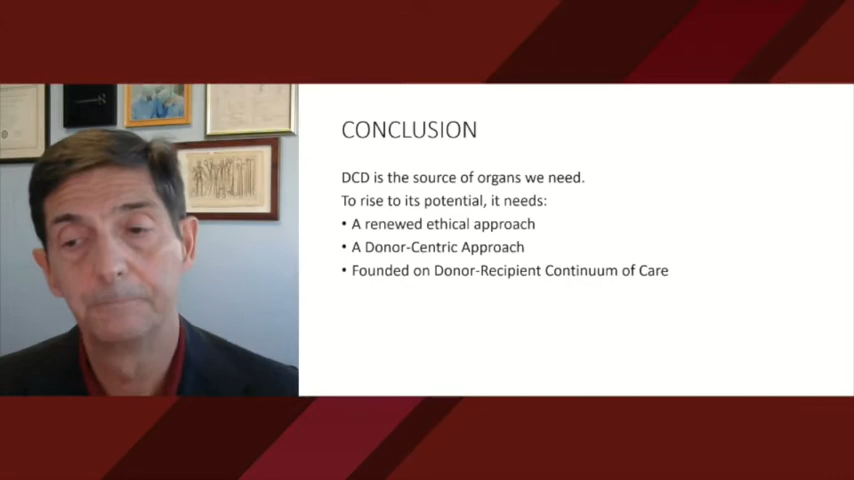 CONCLUSION
DCD is the source of organs we need.
To rise to its potential, it needs:
• A renewed ethical approach
• A Donor-Centric Approach
• Founded on Donor-Recipient Continuum of Care